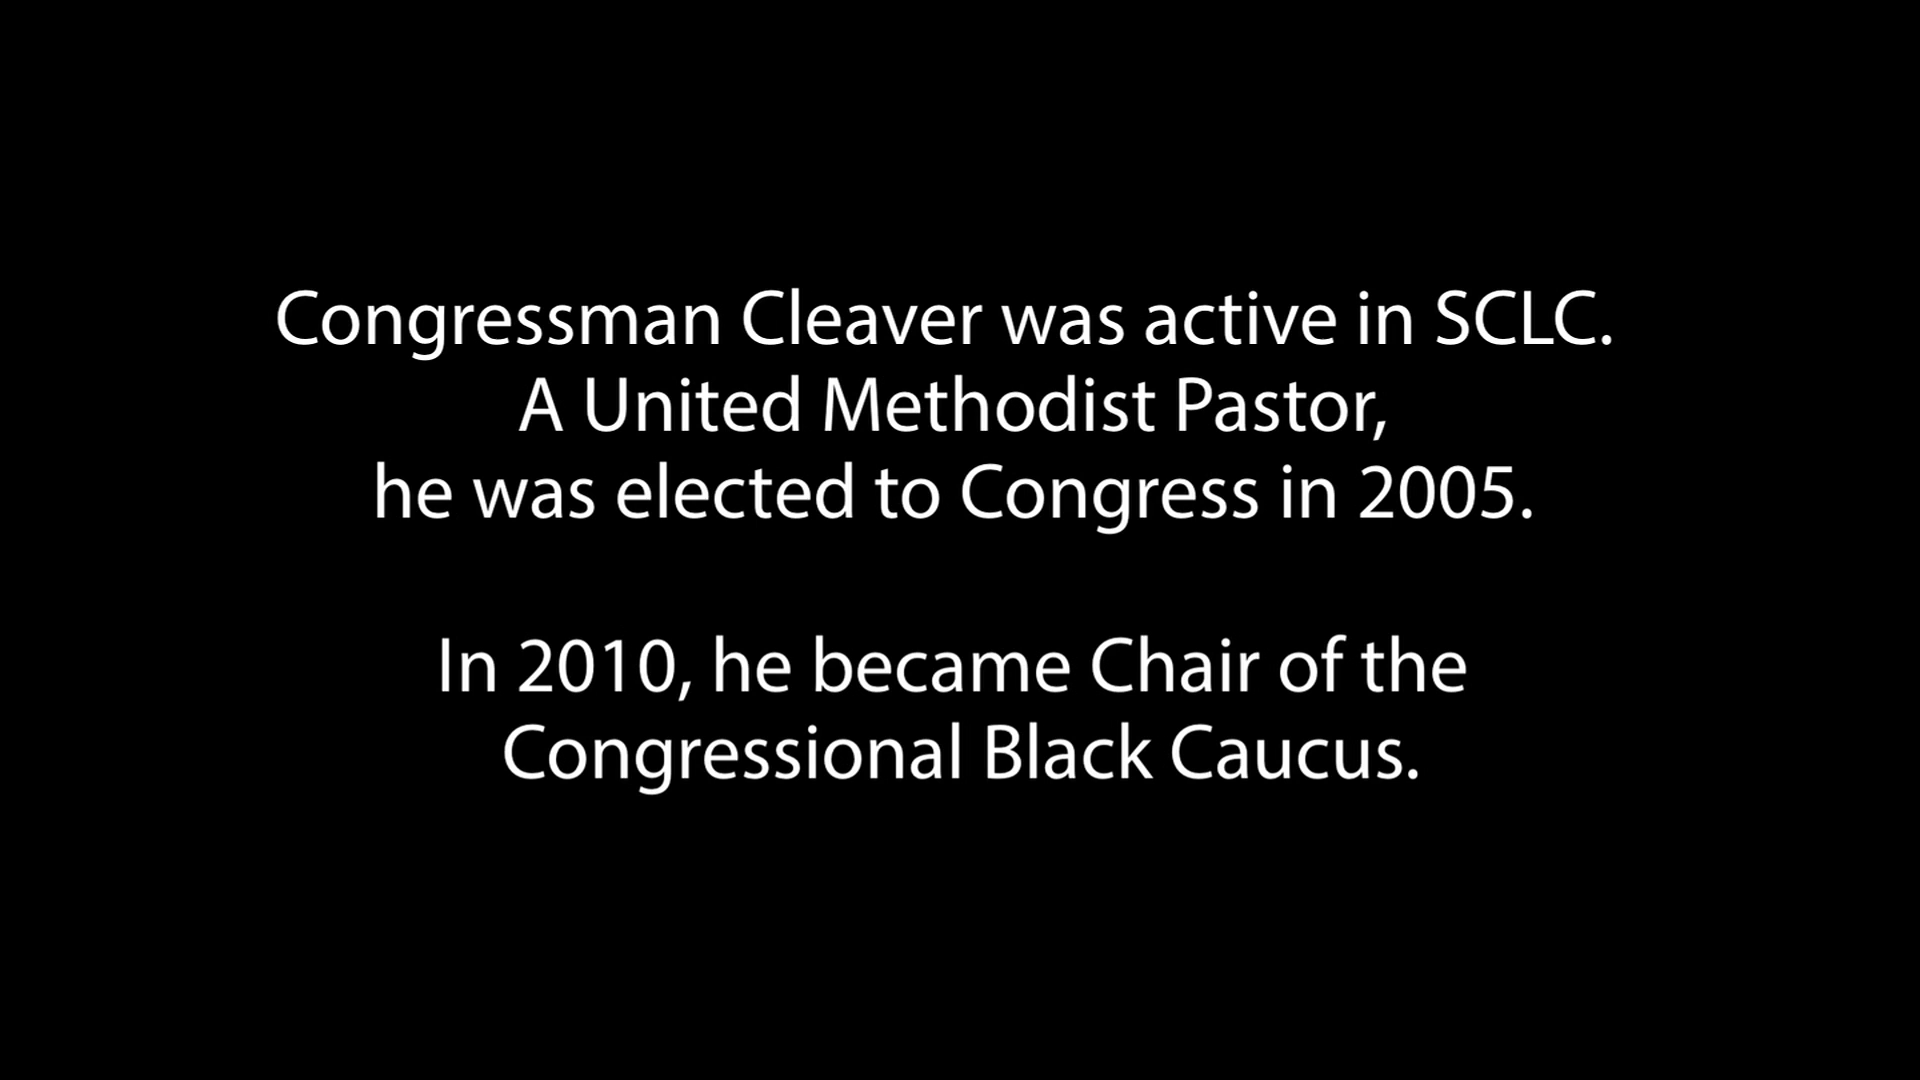 Congressman Cleaver was active in SCLC.
A United Methodist Pastor,
he was elected to Congress in 2005.
In 2010, he became Chair of the
Congressional Black Caucus.